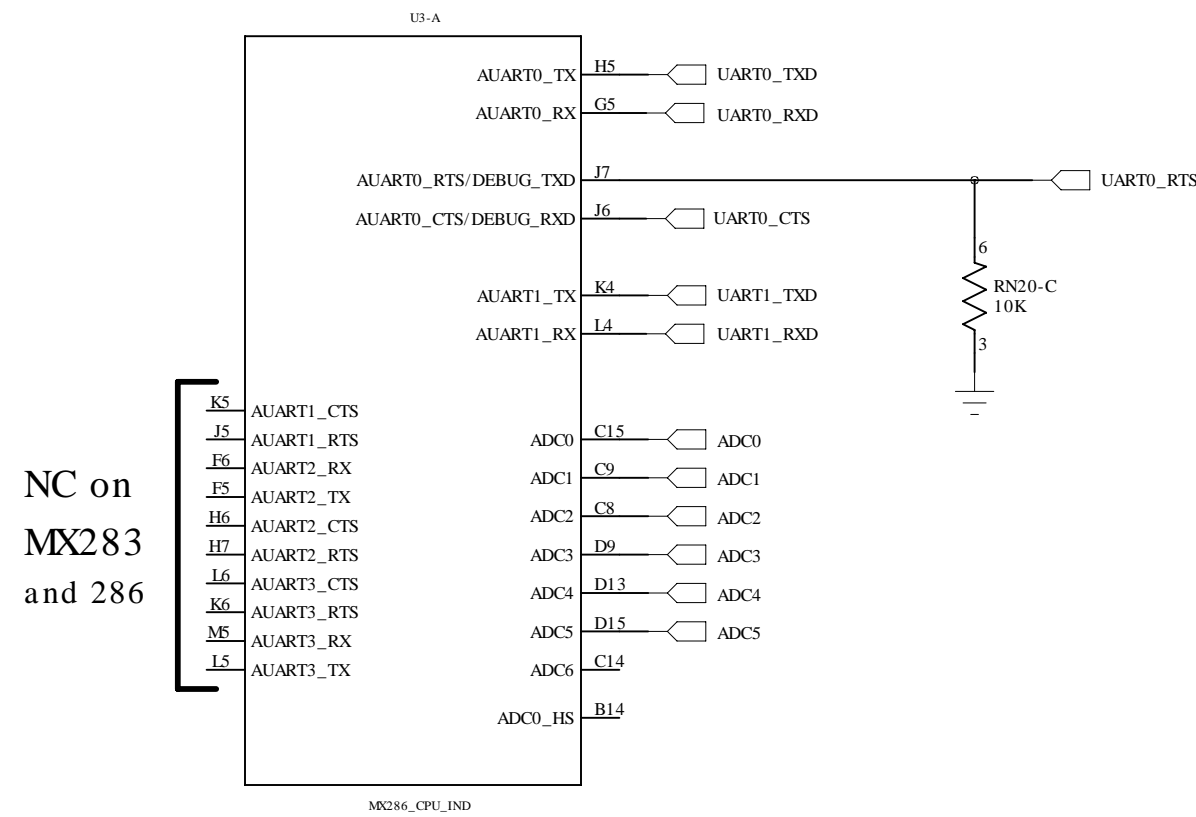 U3-A
AUART0_TX H5 UART0_TXD
AUART0_RX G5 UART0_RXD
AUART0_RTS/DEBUG_TXD J7 UART0_RTS
AUART0_CTS/DEBUG_RXD J6 UART0_CTS
6
RN20-C
10K
3
AUART1_TX K4 UART1_TXD
AUART1_RX L4 UART1_RXD
NC on
MX283
and 286
K5 AUART1_CTS
J5 AUART1_RTS
F6 AUART2_RX
F5 AUART2_TX
H6 AUART2_CTS
H7 AUART2_RTS
L6 AUART3_CTS
K6 AUART3_RTS
M5 AUART3_RX
L5 AUART3_TX
ADC0 C15 ADC0
ADC1 C9 ADC1
ADC2 C8 ADC2
ADC3 D9 ADC3
ADC4 D13 ADC4
ADC5 D15 ADC5
ADC6 C14
ADC0_HS B14
MX286_CPU_IND